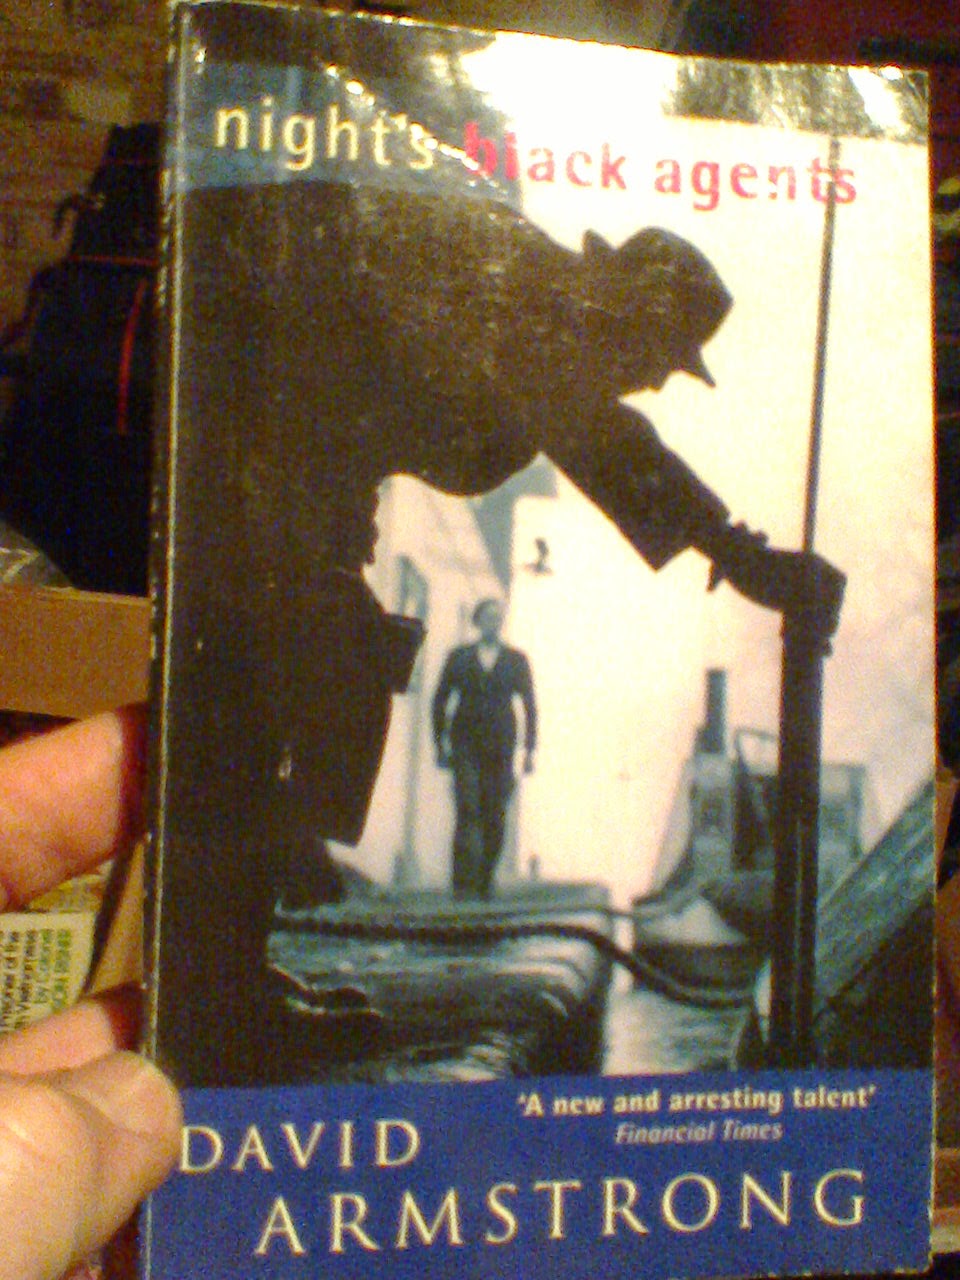 night's black agents
'A new and arresting talent'
Financial Times
DAVID
ARMSTRONG